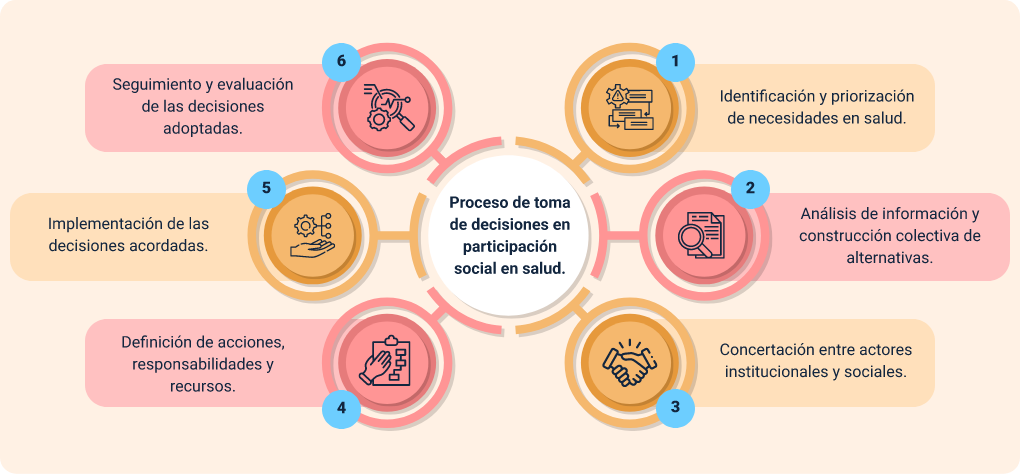 Proceso de toma
de decisiones en
participación
social en salud.
1
Identificación y priorización
de necesidades en salud.
2
Análisis de información y
construcción colectiva de
alternativas.
3
Concertación entre actores
institucionales y sociales.
4
Definición de acciones,
responsabilidades y
recursos.
5
Implementación de las
decisiones acordadas.
6
Seguimiento y evaluación
de las decisiones
adoptadas.